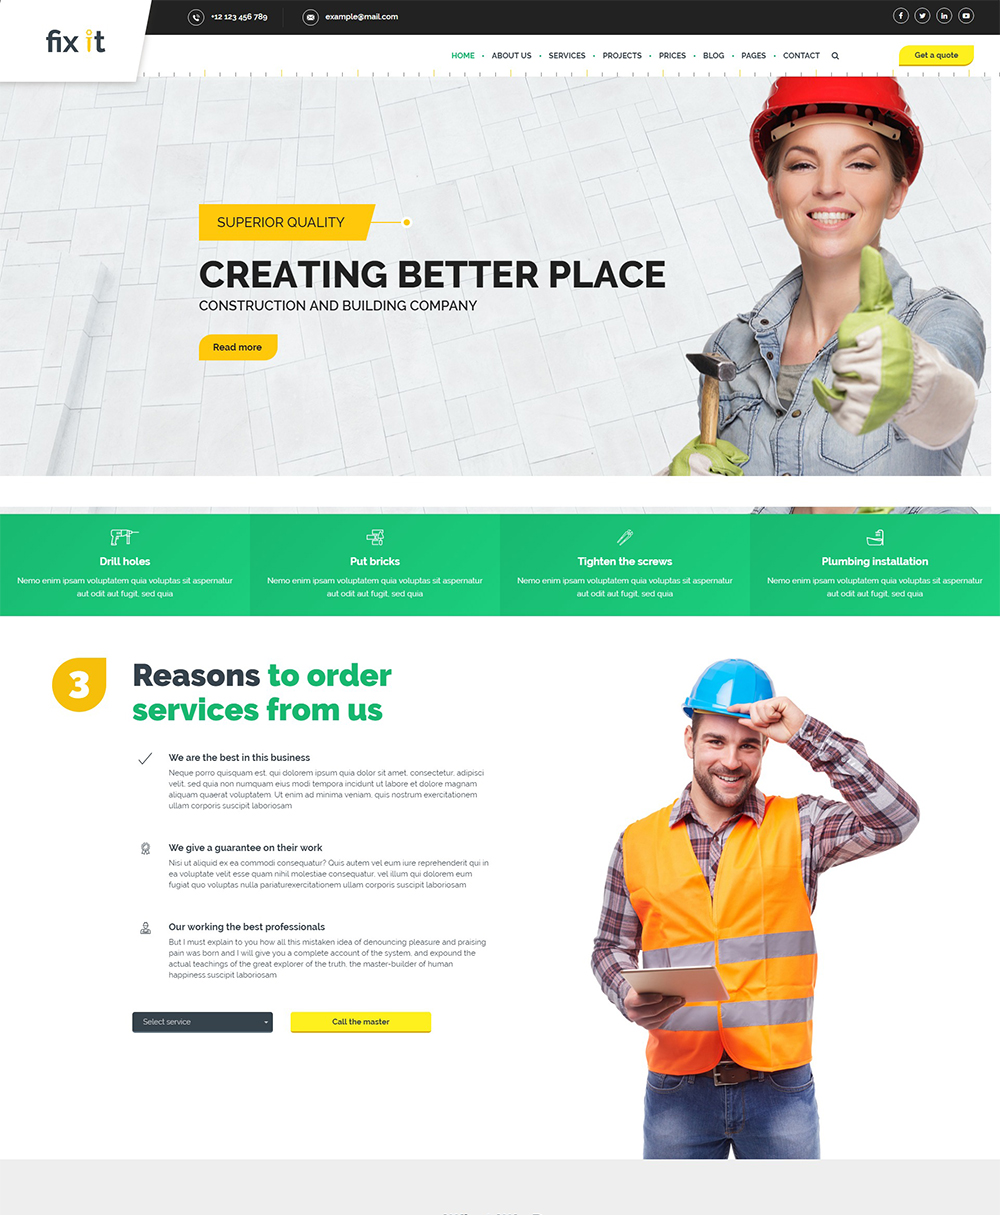 fix it
+12 123 456 789
example@mail.com
HOME • ABOUT US • SERVICES • PROJECTS • PRICES • BLOG • PAGES • CONTACT
Get a quote
SUPERIOR QUALITY
CREATING BETTER PLACE
CONSTRUCTION AND BUILDING COMPANY
Read more
Drill holes
Nemo enim ipsam voluptatem quia voluptas sit aspernatur
aut odit aut fugit, sed quia
Put bricks
Nemo enim ipsam voluptatem quia voluptas sit aspernatur
aut odit aut fugit, sed quia
Tighten the screws
Nemo enim ipsam voluptatem quia voluptas sit aspernatur
aut odit aut fugit, sed quia
Plumbing installation
Nemo enim ipsam voluptatem quia voluptas sit aspernatur
aut odit aut fugit, sed quia
3
Reasons to order
services from us
We are the best in this business
Neque porro quisquam est, qui dolorem ipsum quia dolor sit amet, consectetur, adipisci
velit, sed quia non numquam eius modi tempora incidunt ut labore et dolore magnam
aliquam quaerat voluptatem. Ut enim ad minima veniam, quis nostrum exercitationem
ullam corporis suscipit laboriosam
We give a guarantee on their work
Nisi ut aliquid ex ea commodi consequatur? Quis autem vel eum iure reprehenderit qui in
ea voluptate velit esse quam nihil molestiae consequatur, vel illum qui dolorem eum
fugiat quo voluptas nulla pariaturexercitationem ullam corporis suscipit laboriosam
Our working the best professionals
But I must explain to you how all this mistaken idea of denouncing pleasure and praising
pain was born and I will give you a complete account of the system, and expound the
actual teachings of the great explorer of the truth, the master-builder of human
happiness.suscipit laboriosam
Select service
Call the master